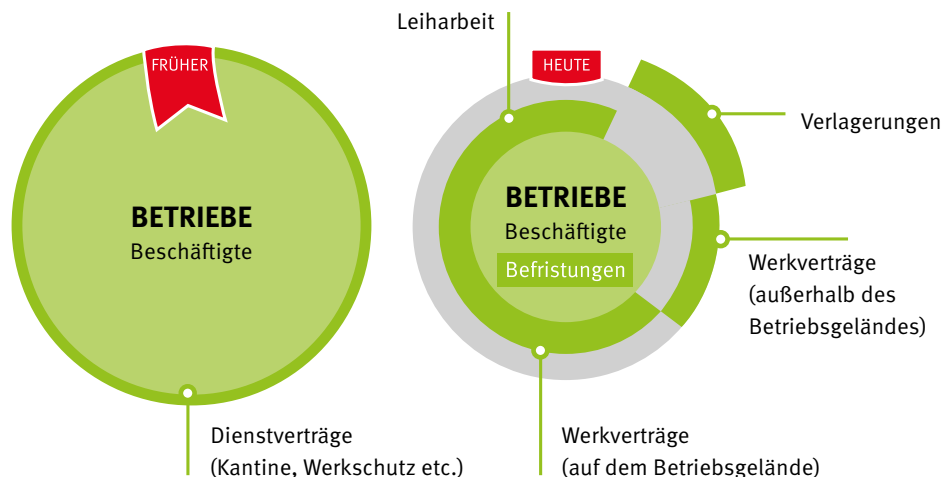 FRÜHER
BETRIEBE
Beschäftigte
Dienstverträge
(Kantine, Werkschutz etc.)
Leiharbeit
HEUTE
Verlagerungen
BETRIEBE
Beschäftigte
Befristungen
Werkverträge
(außerhalb des
Betriebsgeländes)
Werkverträge
(auf dem Betriebsgelände)